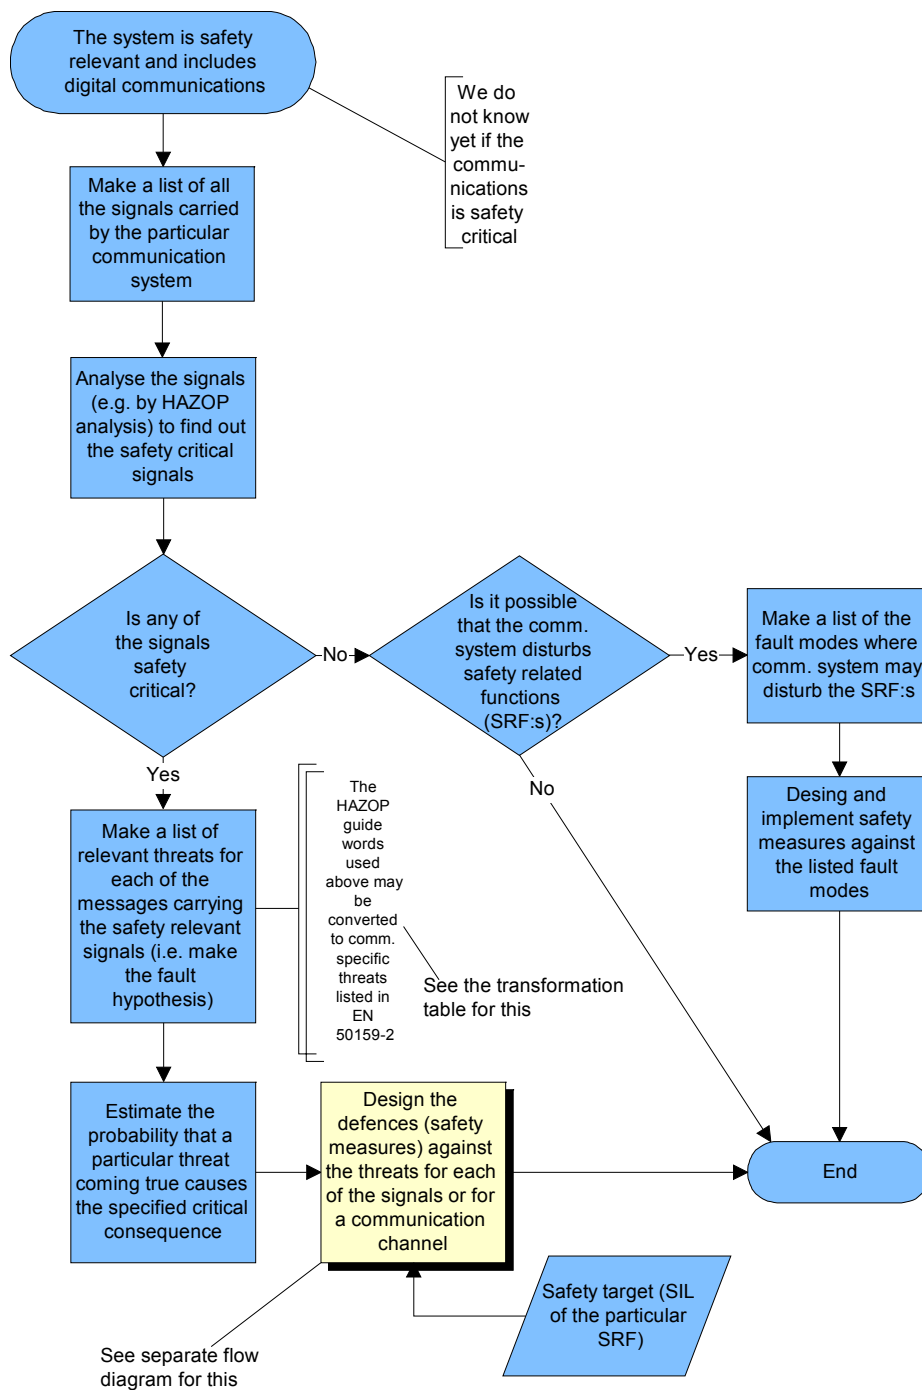 The system is safety
relevant and includes
digital communications
We do
not know
yet if the
commu-
nications
is safety
critical
Make a list of all
the signals carried
by the particular
communication
system
Analyse the signals
(e.g. by HAZOP
analysis) to find out
the safety critical
signals
Is any of
the signals
safety
critical?
No
Is it possible
that the comm.
system disturbs
safety related
functions
(SRF:s)?
Yes
Make a list of the
fault modes where
comm. system may
disturb the SRF:s
Yes
No
Desing and
implement safety
measures against
the listed fault
modes
Make a list of
relevant threats for
each of the
messages carrying
the safety relevant
signals (i.e. make
the fault
hypothesis)
The
HAZOP
guide
words
used
above may
be
converted
to comm.
specific
threats
listed in
EN
50159-2
See the transformation
table for this
Estimate the
probability that a
particular threat
coming true causes
the specified critical
consequence
Design the
defences (safety
measures) against
the threats for each
of the signals or for
a communication
channel
End
Safety target (SIL
of the particular
SRF)
See separate flow
diagram for this